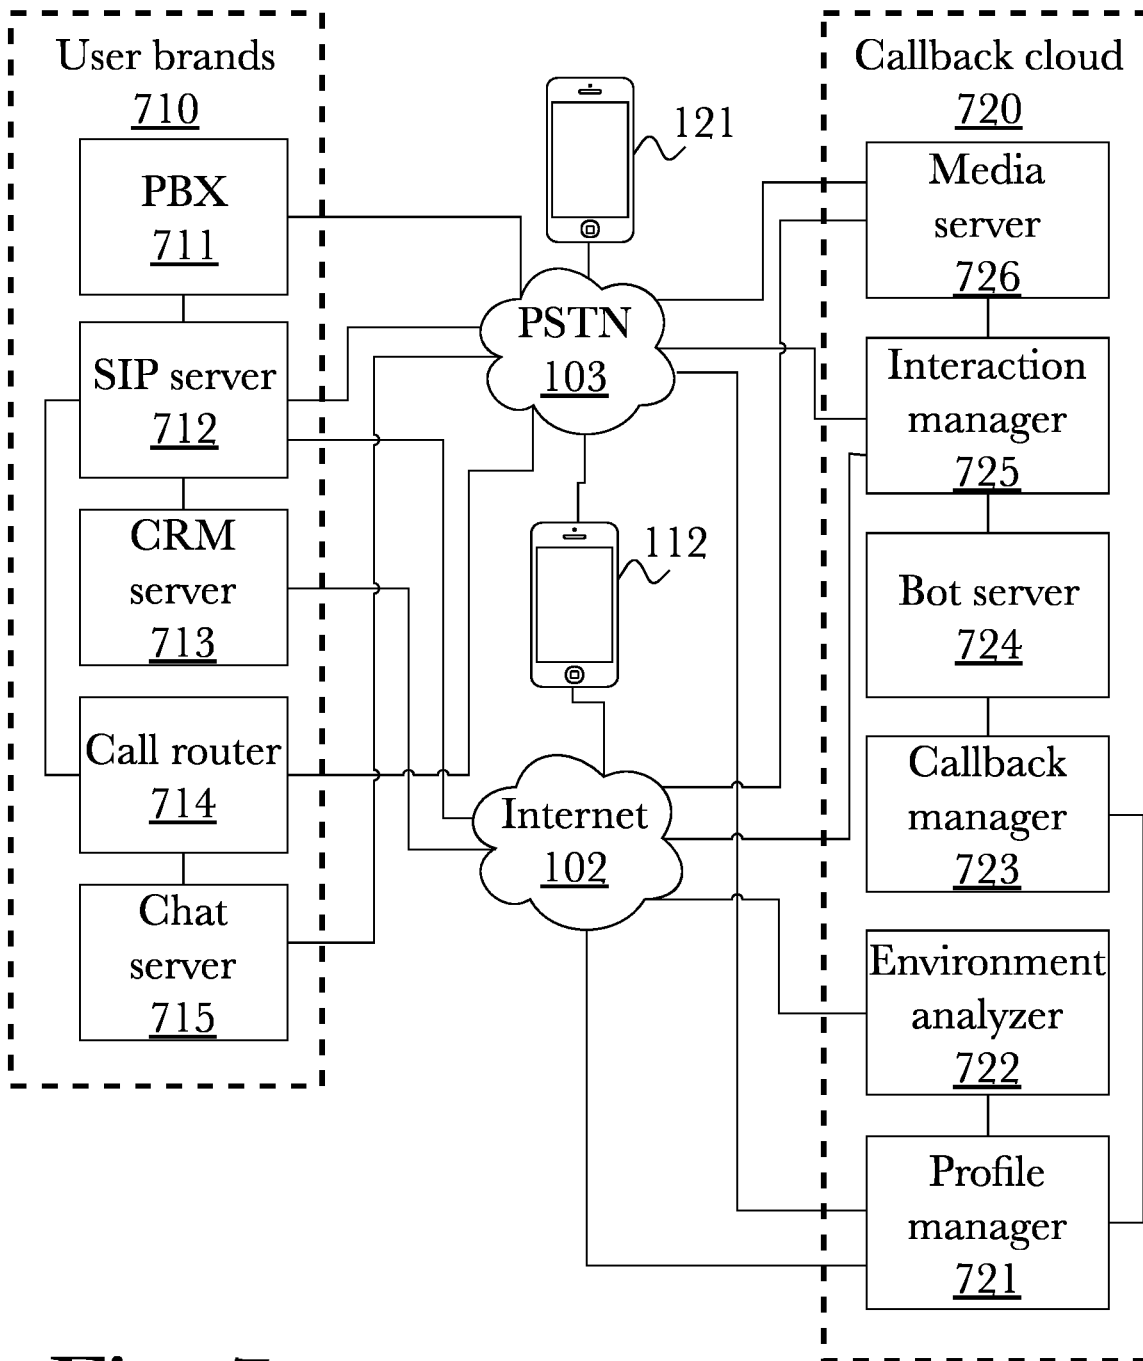 User brands
710
PBX
711
SIP server
712
CRM
server
713
Call router
714
Chat
server
715
121
PSTN
103
112
Internet
102
Callback cloud
720
Media
server
726
Interaction
manager
725
Bot server
724
Callback
manager
723
Environment
analyzer
722
Profile
manager
721